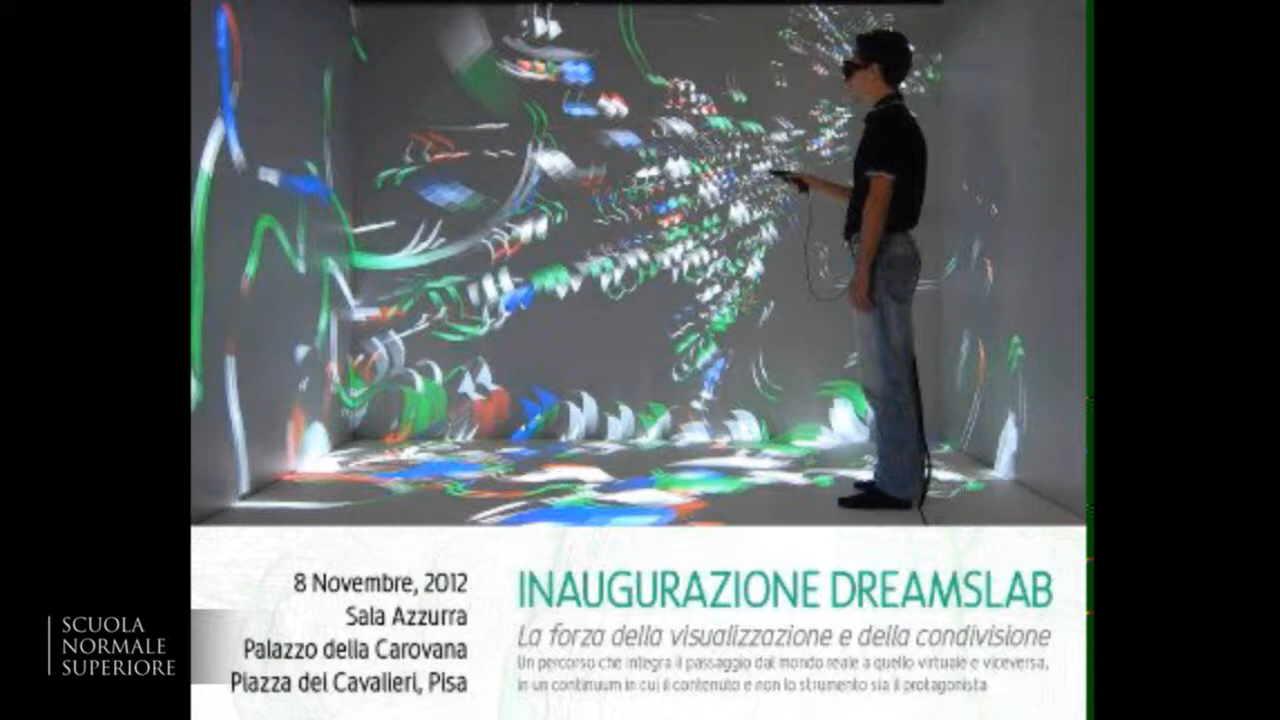 8 Novembre, 2012
Sala Azzurra
Palazzo della Carovana
Piazza dei Cavalieri, Pisa
INAUGURAZIONE DREAMSLAB
La forza della visualizzazione e della condivisione
Un percorso che integra il passaggio dal mondo reale a quello virtuale e viceversa,
in un continuum in cui il contenuto e non lo strumento sia il protagonista
SCUOLA
NORMALE
SUPERIORE